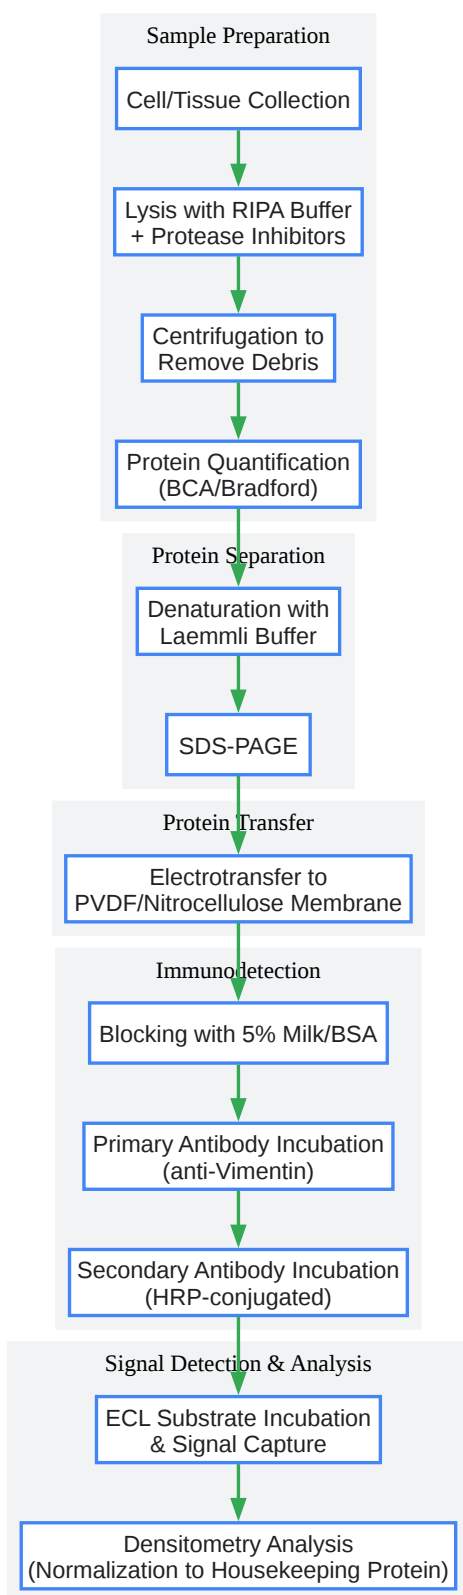 Sample Preparation
Cell/Tissue Collection
Lysis with RIPA Buffer
+ Protease Inhibitors
Centrifugation to
Remove Debris
Protein Quantification
(BCA/Bradford)
Protein Separation
Denaturation with
Laemmli Buffer
SDS-PAGE
Protein Transfer
Electrotransfer to
PVDF/Nitrocellulose Membrane
Immunodetection
Blocking with 5% Milk/BSA
Primary Antibody Incubation
(anti-Vimentin)
Secondary Antibody Incubation
(HRP-conjugated)
Signal Detection & Analysis
ECL Substrate Incubation
& Signal Capture
Densitometry Analysis
(Normalization to Housekeeping Protein)